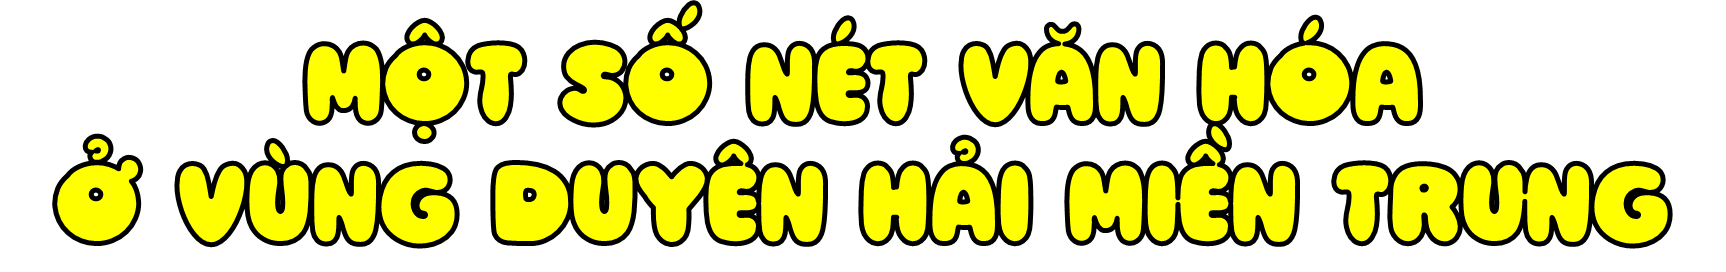 MỘT SỐ NÉT VĂN HÓA
Ở VÙNG DUYÊN HẢI MIỀN TRUNG